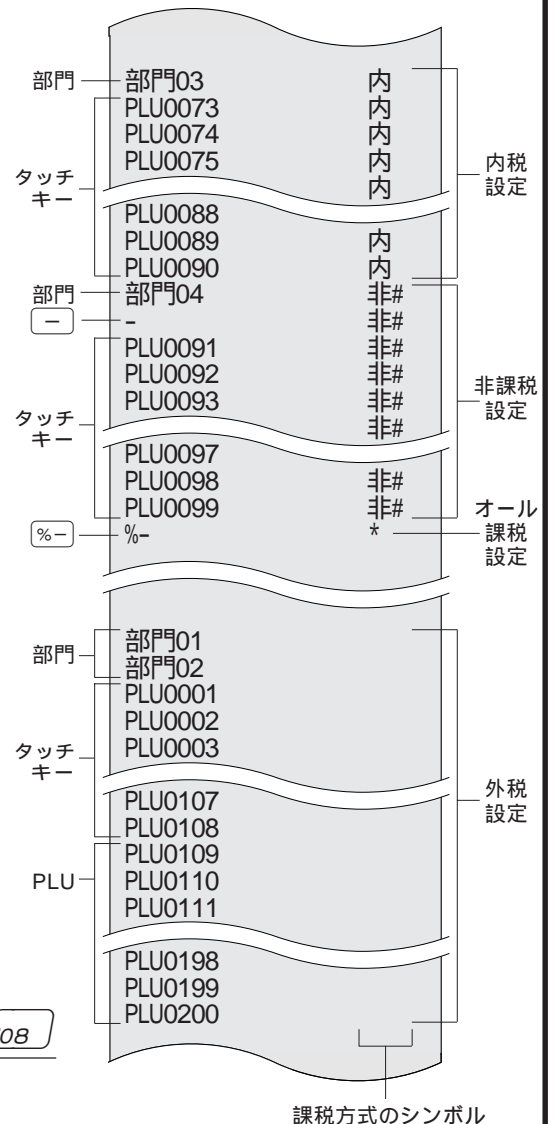 部門 部門03 内
PLU0073 内
PLU0074 内
PLU0075 内
内
タッチ
キー
内税
設定
PLU0088
PLU0089 内
PLU0090 内
部門 部門04 非#
－ - 非#
PLU0091 非#
PLU0092 非#
PLU0093 非#
非#
タッチ
キー
非課税
設定
PLU0097
PLU0098 非#
PLU0099 非#
%− %- *
オール
課税
設定
部門
部門01
部門02
PLU0001
PLU0002
PLU0003
タッチ
キー
外税
設定
PLU0107
PLU0108
PLU0109
PLU PLU0110
PLU0111
PLU0198
PLU0199
PLU0200
08
課税方式のシンボル